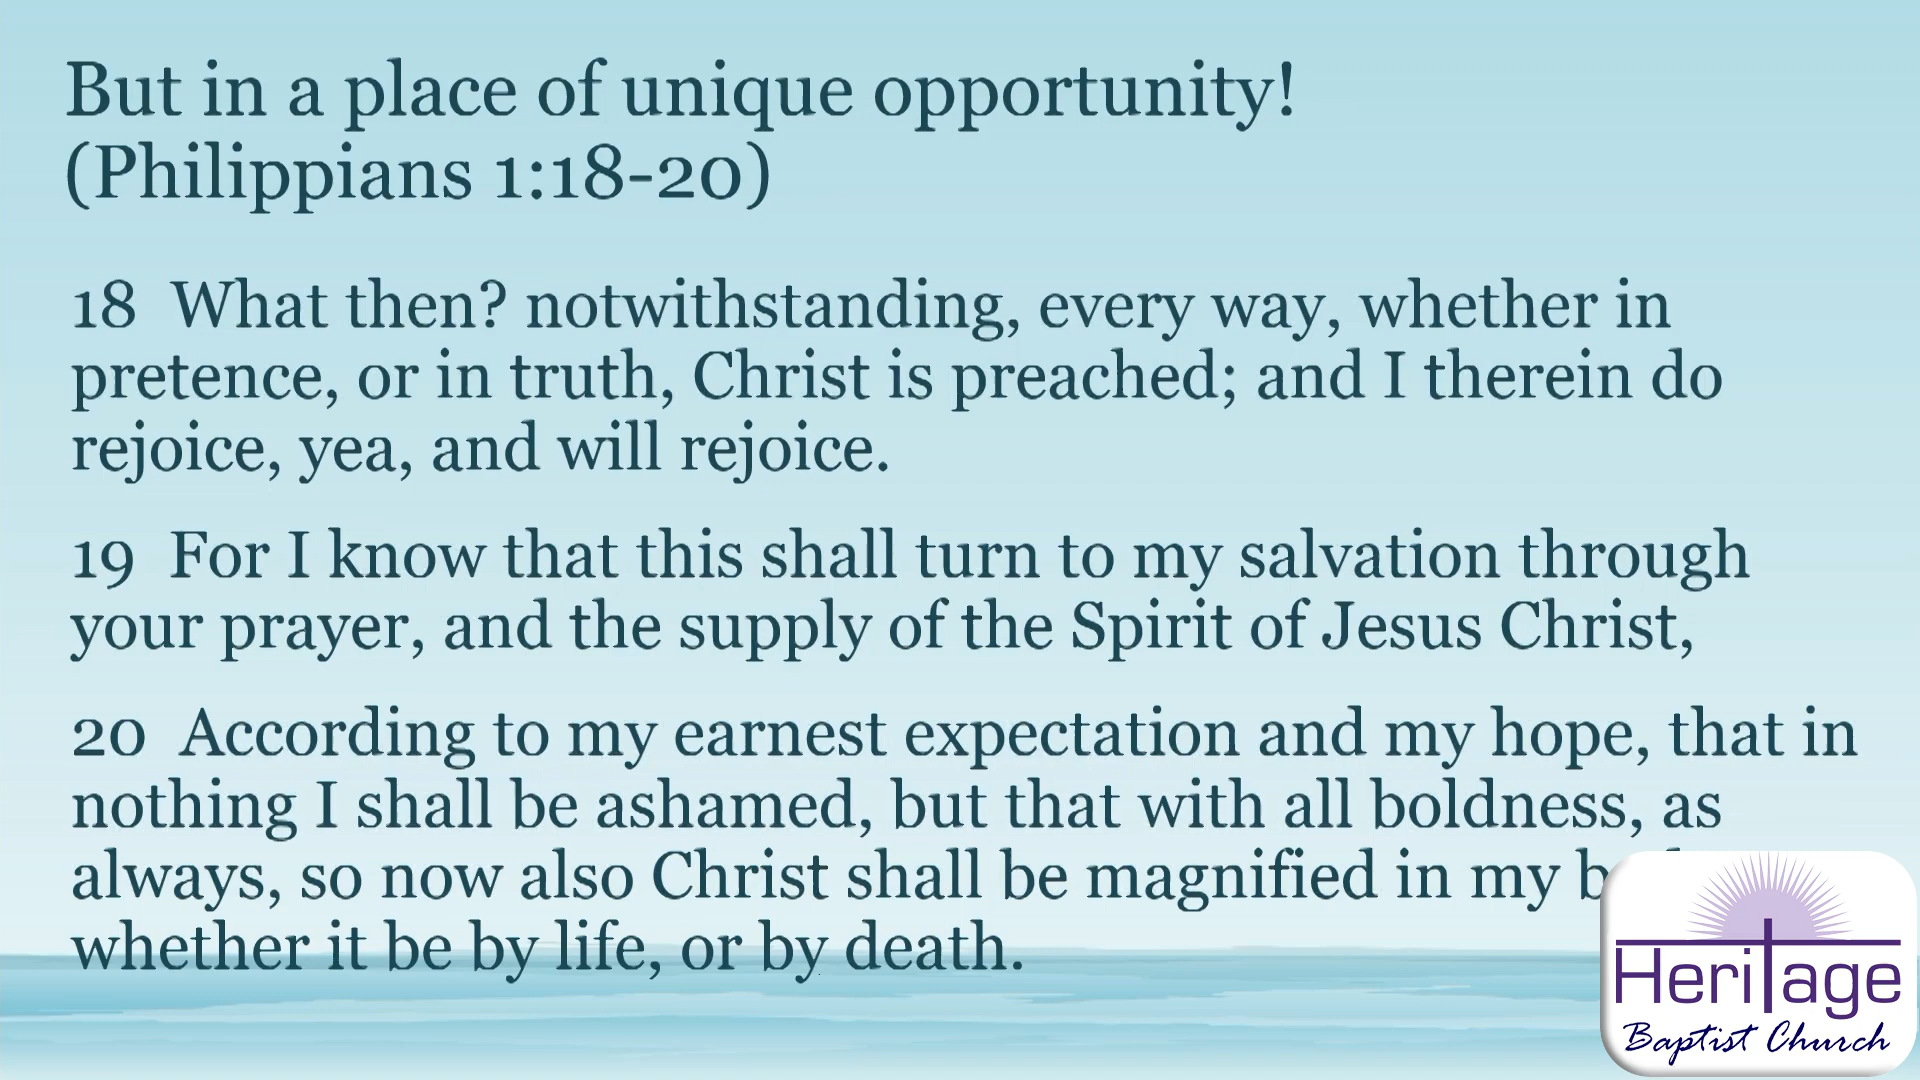 But in a place of unique opportunity!
(Philippians 1:18-20)
18 What then? notwithstanding, every way, whether in
pretence, or in truth, Christ is preached; and I therein do
rejoice, yea, and will rejoice.
19 For I know that this shall turn to my salvation through
your prayer, and the supply of the Spirit of Jesus Christ,
20 According to my earnest expectation and my hope, that in
nothing I shall be ashamed, but that with all boldness, as
always, so now also Christ shall be magnified in my
whether it be by life, or by death.
Heritage
Baptist Church